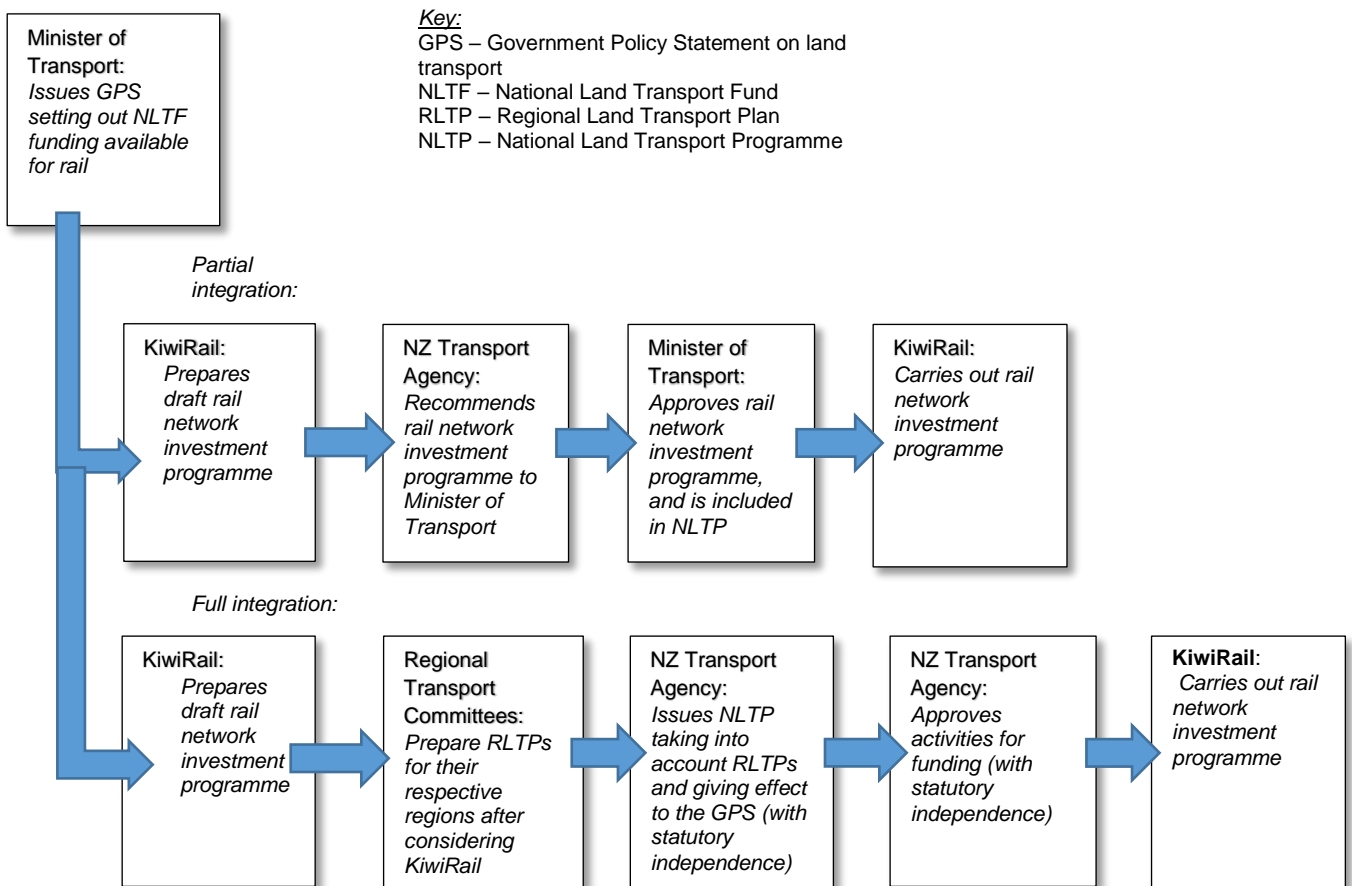 Minister of
Transport:
Issues GPS
setting out NLTF
funding available
for rail
Key:
GPS – Government Policy Statement on land
transport
NLTF – National Land Transport Fund
RLTP – Regional Land Transport Plan
NLTP – National Land Transport Programme
Partial
integration:
KiwiRail:
Prepares
draft rail
network
investment
programme
NZ Transport
Agency:
Recommends
rail network
investment
programme to
Minister of
Transport
Minister of
Transport:
Approves rail
network
investment
programme,
and is included
in NLTP
KiwiRail:
Carries out rail
network
investment
programme
Full integration:
KiwiRail:
Prepares
draft rail
network
investment
programme
Regional
Transport
Committees:
Prepare RLTPs
for their
respective
regions after
considering
KiwiRail
NZ Transport
Agency:
Issues NLTP
taking into
account RLTPs
and giving effect
to the GPS (with
statutory
independence)
NZ Transport
Agency:
Approves
activities for
funding (with
statutory
independence)
KiwiRail:
Carries out rail
network
investment
programme